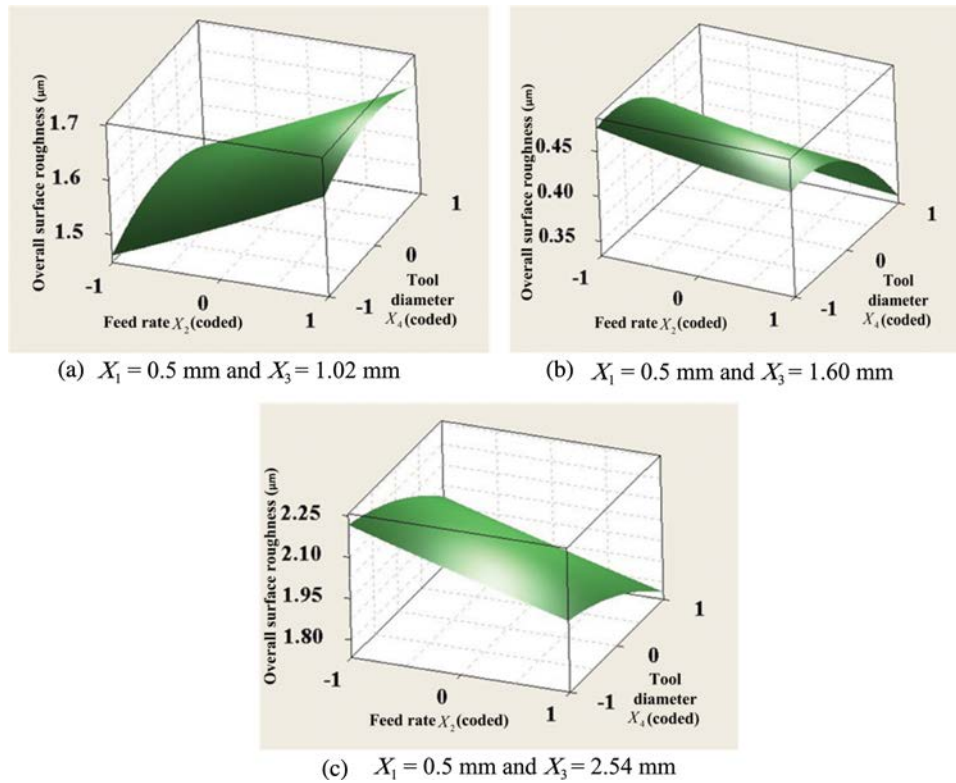 Overall surface roughness (μm)
1.7
1.6
1.5
-1
0
1
Feed rate X₂ (coded)
-1
0
1
Tool
diameter
X₄ (coded)
(a) X₁ = 0.5 mm and X₃ = 1.02 mm
Overall surface roughness (μm)
0.45
0.40
0.35
-1
0
1
Feed rate X₂ (coded)
-1
0
1
Tool
diameter
X₄ (coded)
(b) X₁ = 0.5 mm and X₃ = 1.60 mm
Overall surface roughness (μm)
2.25
2.10
1.95
1.80
-1
0
1
Feed rate X₂ (coded)
-1
0
1
Tool
diameter
X₄ (coded)
(c) X₁ = 0.5 mm and X₃ = 2.54 mm